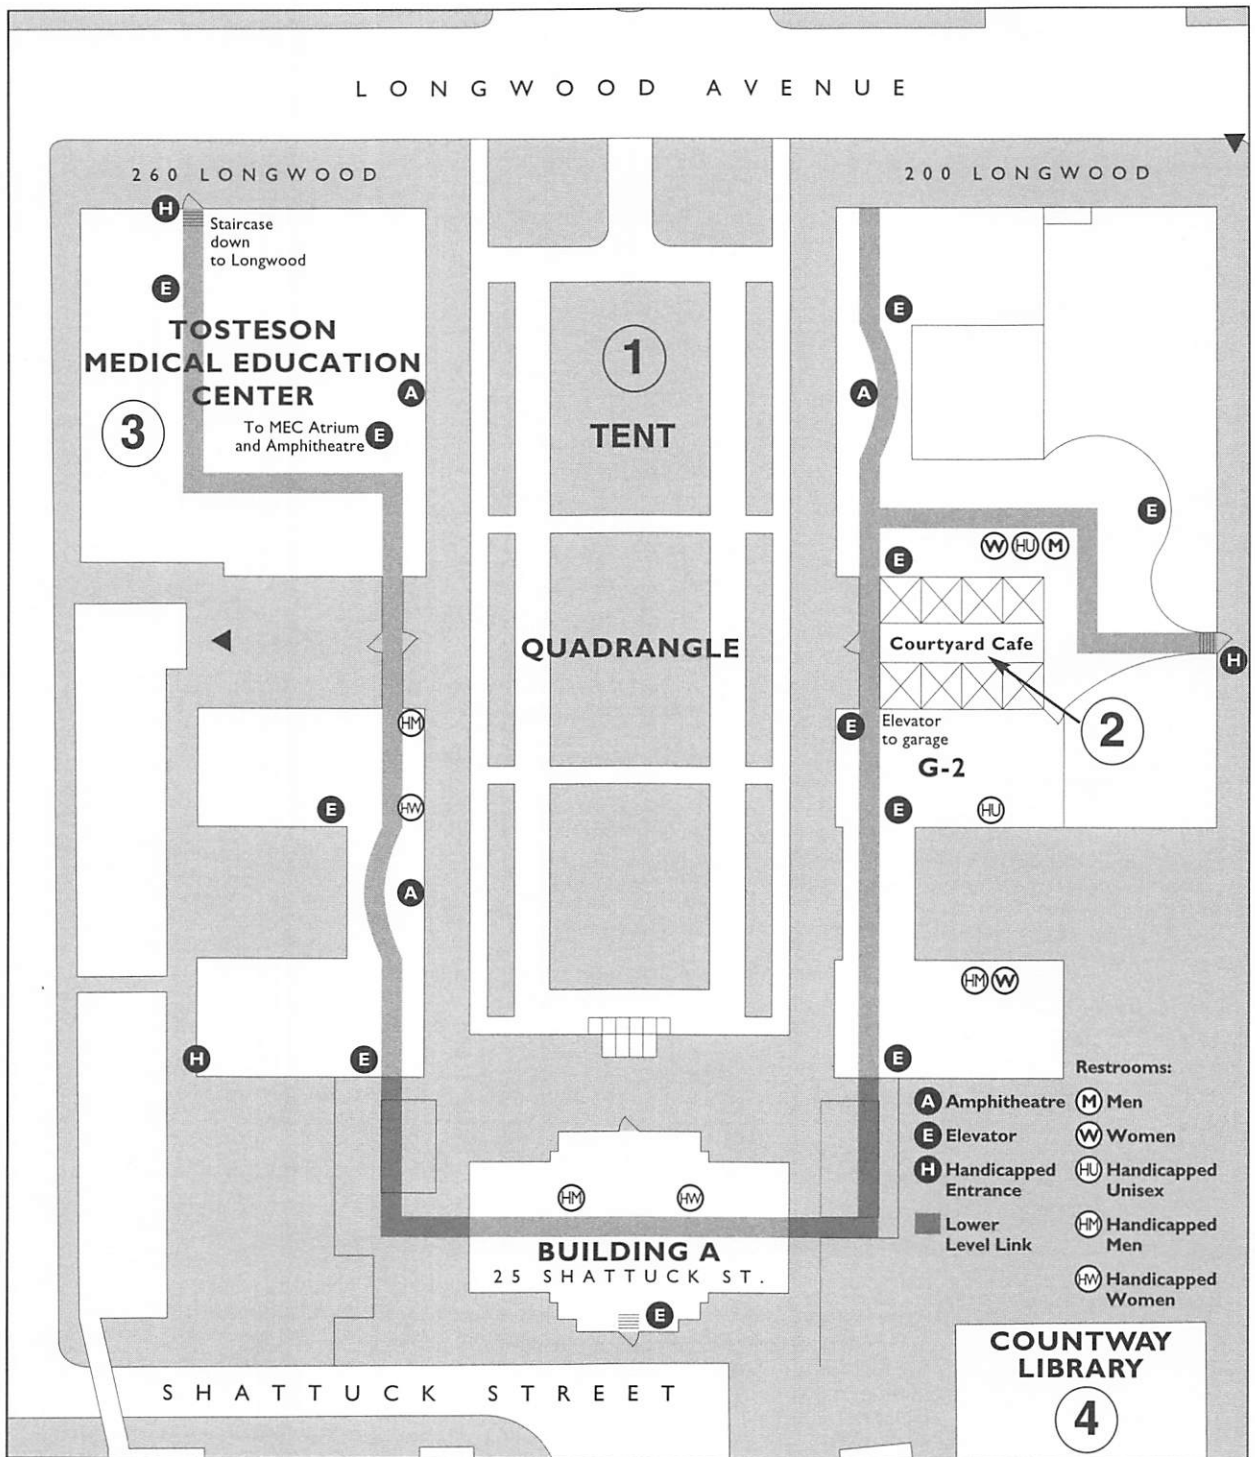 LONGWOOD AVENUE
260 LONGWOOD
200 LONGWOOD
H
Staircase
down
to Longwood
E
TOSTESON
MEDICAL EDUCATION
CENTER
A
3
To MEC Atrium
and Amphitheatre
E
1
TENT
E
A
E
W
HU
M
E
QUADRANGLE
Courtyard Cafe
H
2
E
Elevator
to garage
G-2
E
HU
HM
HW
E
A
H
E
HM
W
E
Restrooms:
A Amphitheatre
E Elevator
H Handicapped
Entrance
Lower
Level Link
M Men
W Women
HU Handicapped
Unisex
HM Handicapped
Men
HW Handicapped
Women
HM
HW
BUILDING A
25 SHATTUCK ST.
E
COUNTWAY
LIBRARY
4
SHATTUCK STREET